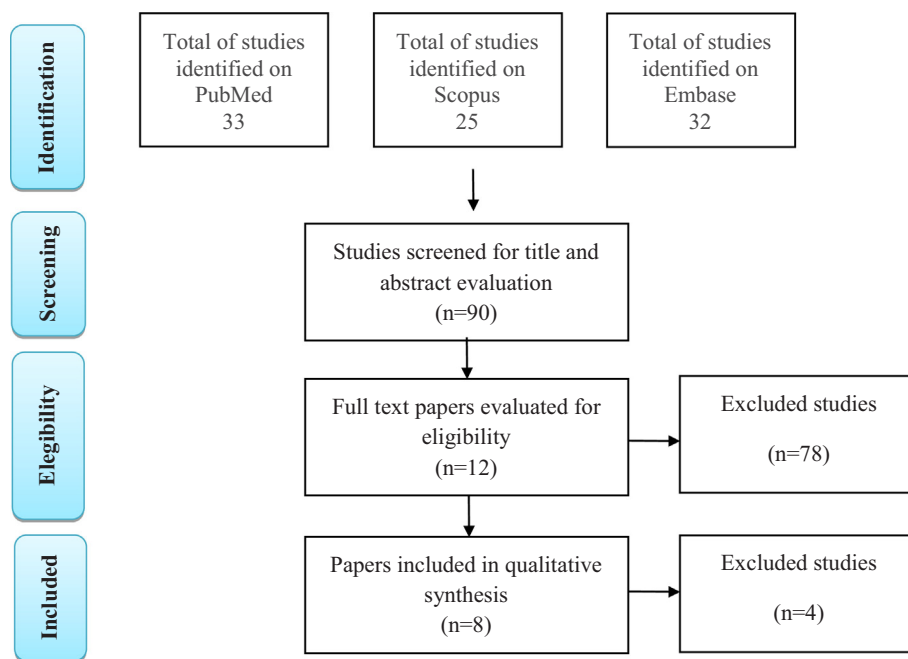 Identification
Total of studies
identified on
PubMed
33
Total of studies
identified on
Scopus
25
Total of studies
identified on
Embase
32
Screening
Studies screened for title and
abstract evaluation
(n=90)
Elegibility
Full text papers evaluated for
eligibility
(n=12)
Excluded studies
(n=78)
Included
Papers included in qualitative
synthesis
(n=8)
Excluded studies
(n=4)